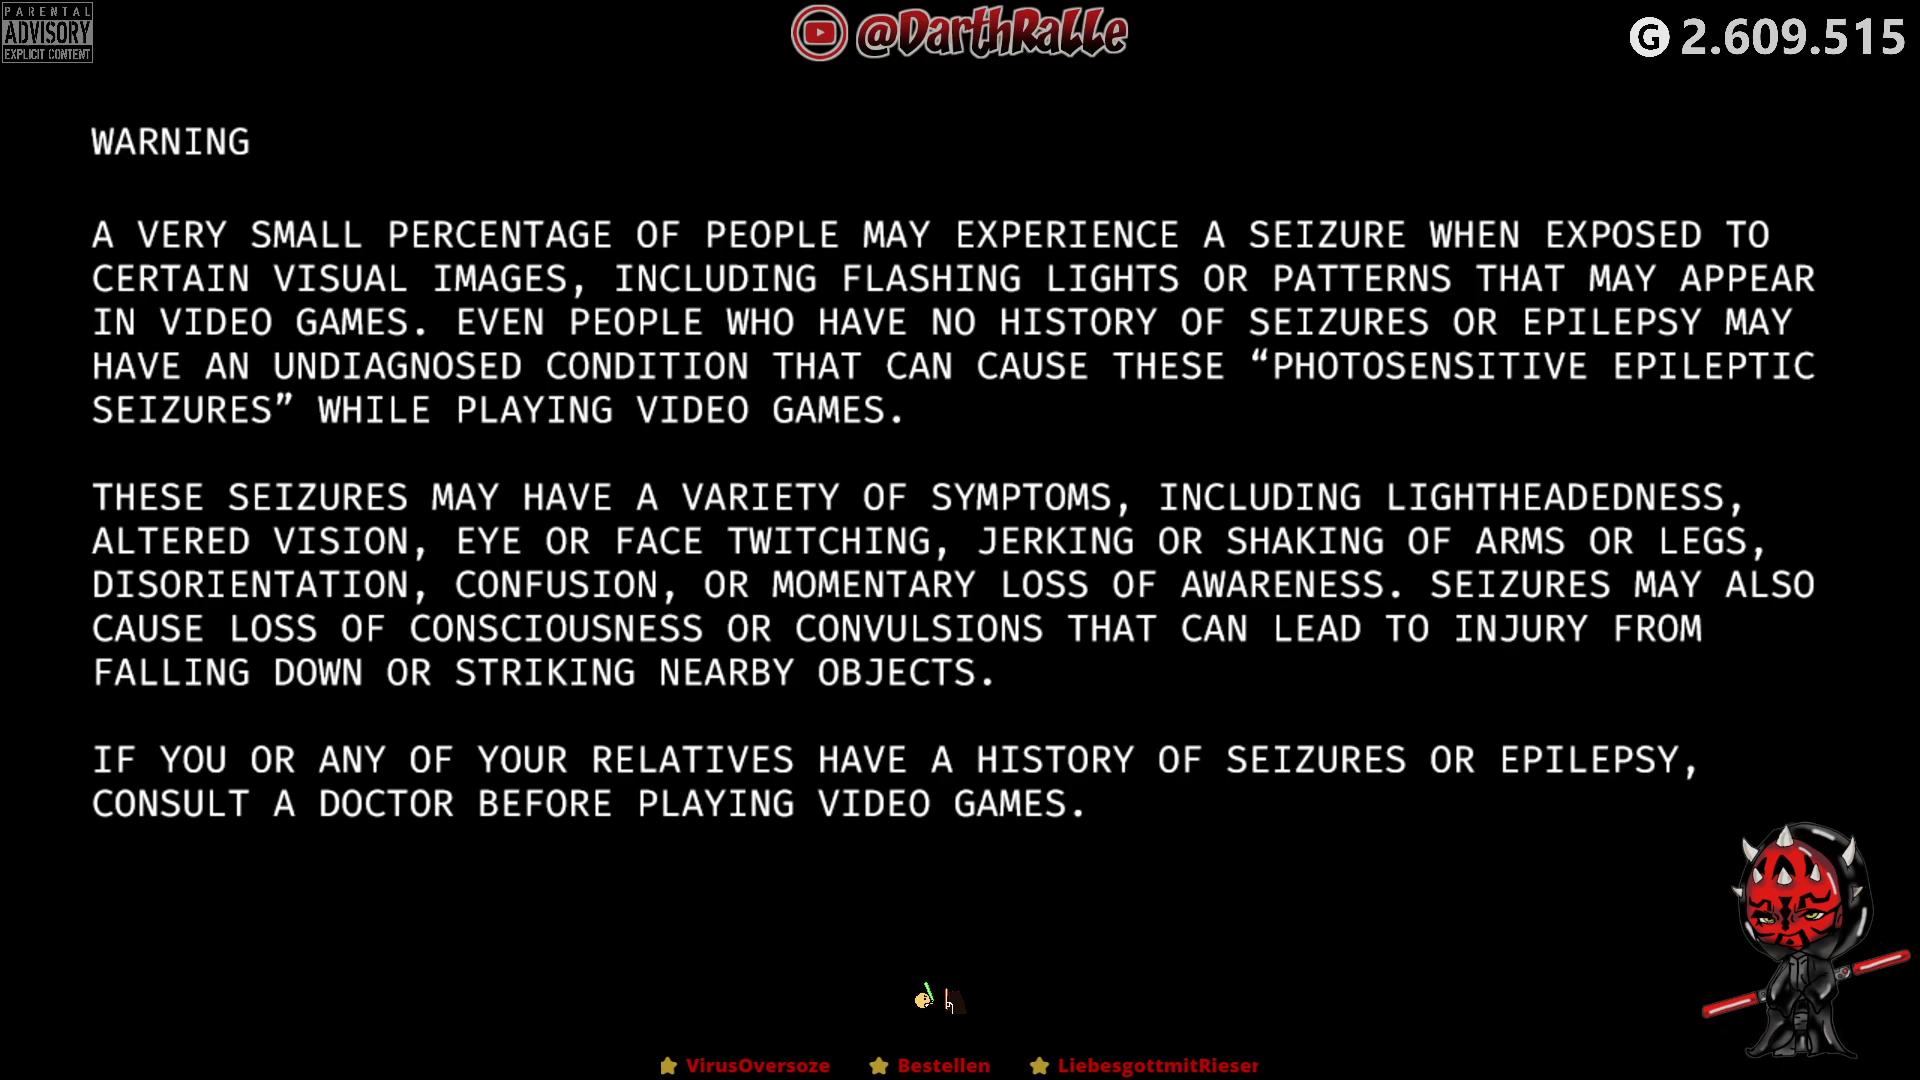 PARENTAL
ADVISORY
EXPLICIT CONTENT
@DarthRaLLe
G 2.609.515
WARNING
A VERY SMALL PERCENTAGE OF PEOPLE MAY EXPERIENCE A SEIZURE WHEN EXPOSED TO
CERTAIN VISUAL IMAGES, INCLUDING FLASHING LIGHTS OR PATTERNS THAT MAY APPEAR
IN VIDEO GAMES. EVEN PEOPLE WHO HAVE NO HISTORY OF SEIZURES OR EPILEPSY MAY
HAVE AN UNDIAGNOSED CONDITION THAT CAN CAUSE THESE “PHOTOSENSITIVE EPILEPTIC
SEIZURES” WHILE PLAYING VIDEO GAMES.
THESE SEIZURES MAY HAVE A VARIETY OF SYMPTOMS, INCLUDING LIGHTHEADEDNESS,
ALTERED VISION, EYE OR FACE TWITCHING, JERKING OR SHAKING OF ARMS OR LEGS,
DISORIENTATION, CONFUSION, OR MOMENTARY LOSS OF AWARENESS. SEIZURES MAY ALSO
CAUSE LOSS OF CONSCIOUSNESS OR CONVULSIONS THAT CAN LEAD TO INJURY FROM
FALLING DOWN OR STRIKING NEARBY OBJECTS.
IF YOU OR ANY OF YOUR RELATIVES HAVE A HISTORY OF SEIZURES OR EPILEPSY,
CONSULT A DOCTOR BEFORE PLAYING VIDEO GAMES.
VirusOversoze Bestellen LiebesgottmitRieser